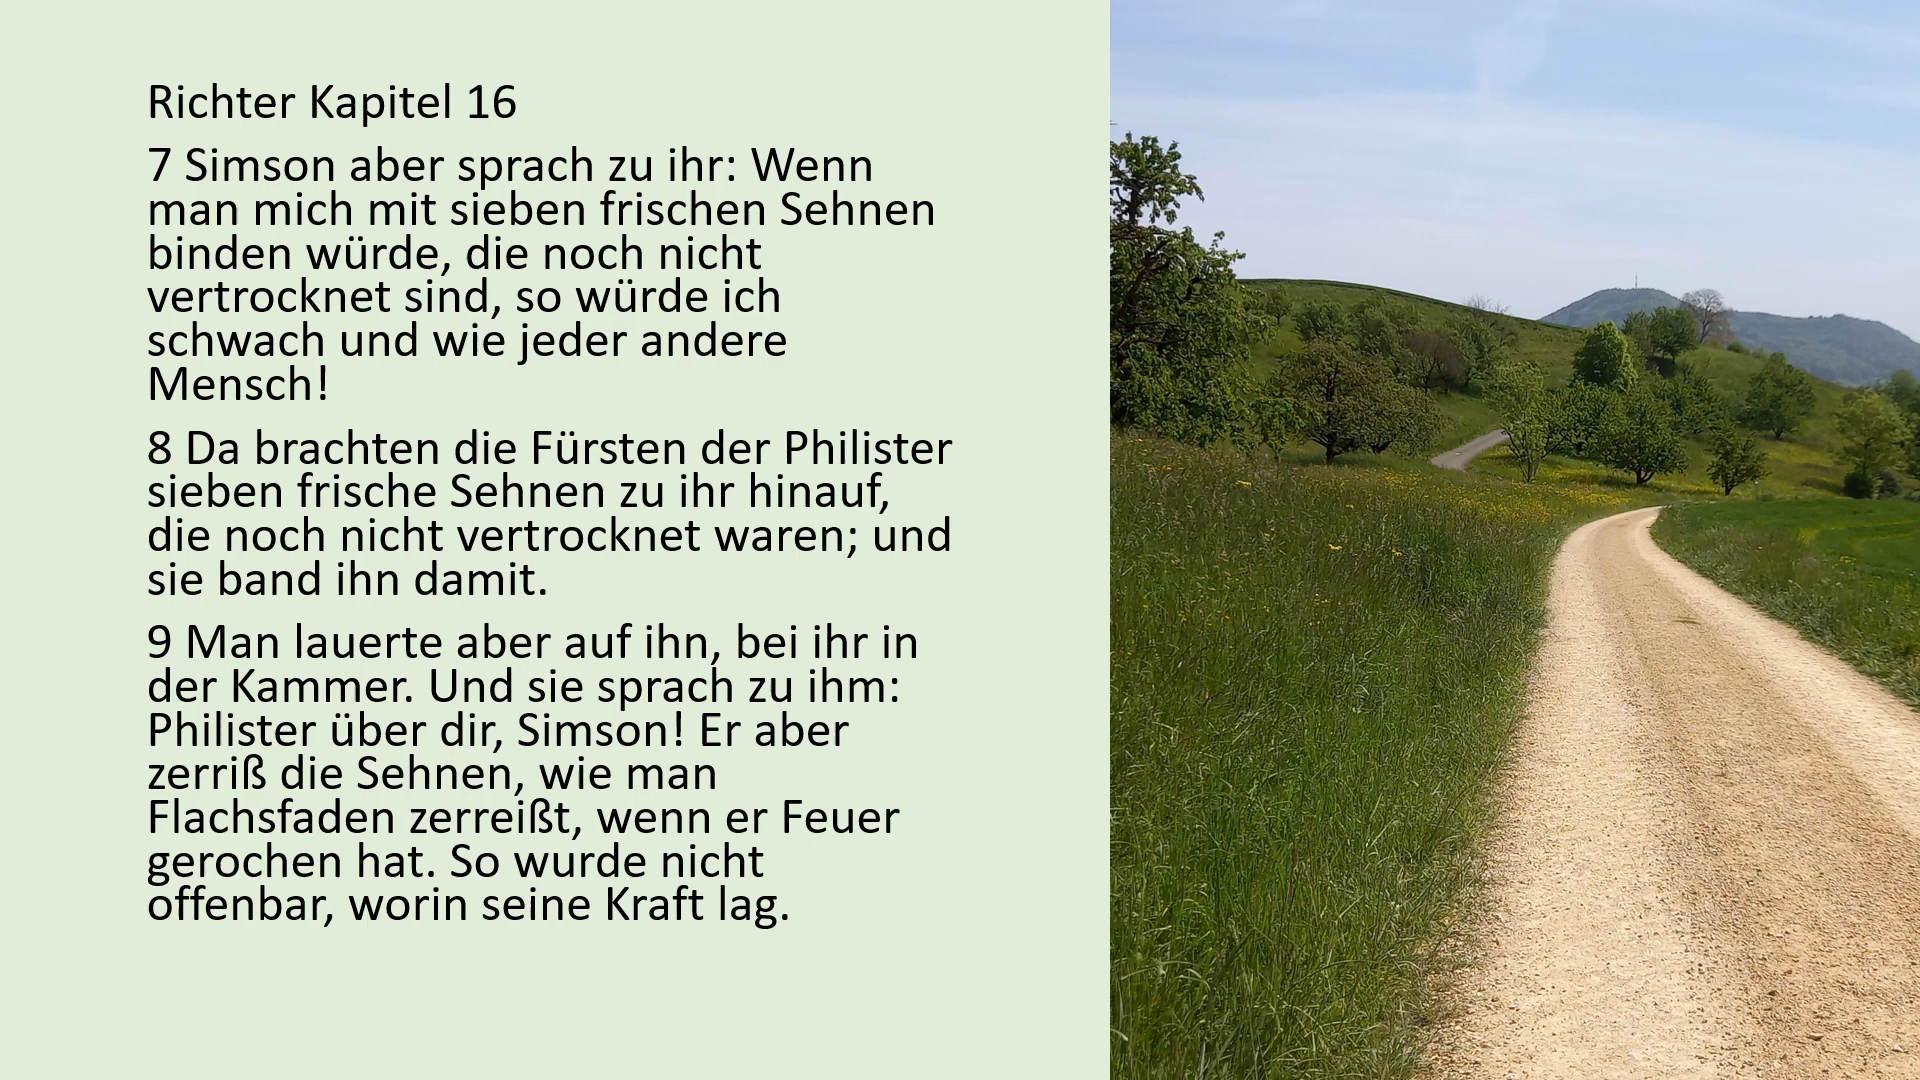 Richter Kapitel 16
7 Simson aber sprach zu ihr: Wenn
man mich mit sieben frischen Sehnen
binden würde, die noch nicht
vertrocknet sind, so würde ich
schwach und wie jeder andere
Mensch!
8 Da brachten die Fürsten der Philister
sieben frische Sehnen zu ihr hinauf,
die noch nicht vertrocknet waren; und
sie band ihn damit.
9 Man lauerte aber auf ihn, bei ihr in
der Kammer. Und sie sprach zu ihm:
Philister über dir, Simson! Er aber
zerriß die Sehnen, wie man
Flachsfaden zerreißt, wenn er Feuer
gerochen hat. So wurde nicht
offenbar, worin seine Kraft lag.